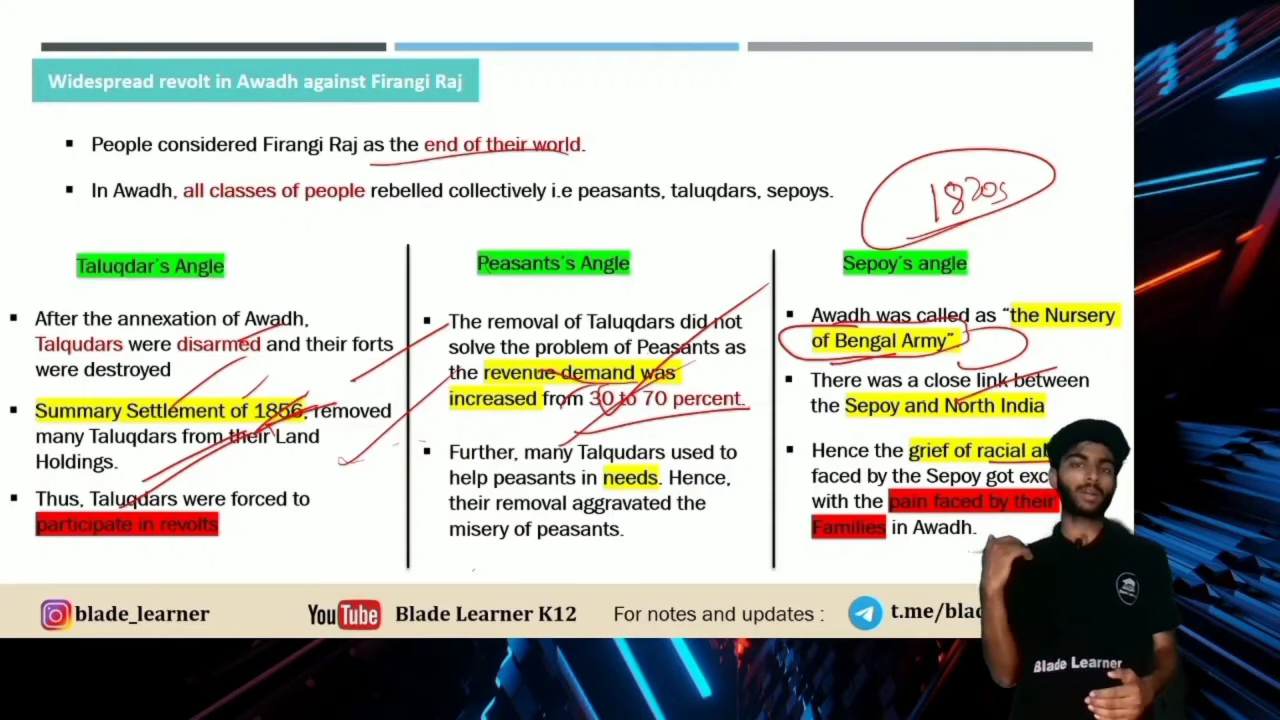 Widespread revolt in Awadh against Firangi Raj
People considered Firangi Raj as the end of their world.
In Awadh, all classes of people rebelled collectively i.e peasants, taluqdars, sepoys.
1820s
Taluqdar's Angle
After the annexation of Awadh,
Talqudars were disarmed and their forts
were destroyed
Summary Settlement of 1856, removed
many Taluqdars from their Land
Holdings.
Thus, Taluqdars were forced to
participate in revolts
Peasants's Angle
The removal of Taluqdars did not
solve the problem of Peasants as
the revenue demand was
increased from 30 to 70 percent.
Further, many Talqudars used to
help peasants in needs. Hence,
their removal aggravated the
misery of peasants.
Sepoy's angle
Awadh was called as “the Nursery
of Bengal Army”
There was a close link between
the Sepoy and North India
Hence the grief of racial
faced by the Sepoy got
with the pain faced by their
Families in Awadh.
blade_learner
YouTube Blade Learner K12
For notes and updates :
t.me/blad
Blade Learner